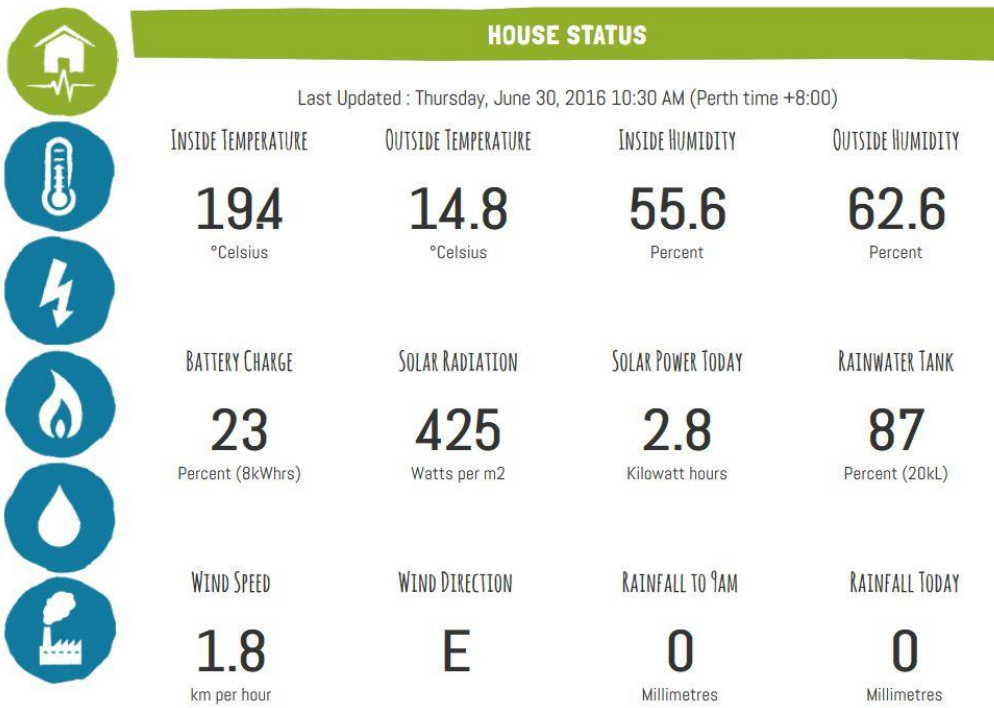 HOUSE STATUS
Last Updated : Thursday, June 30, 2016 10:30 AM (Perth time +8:00)
INSIDE TEMPERATURE
19.4
°Celsius
OUTSIDE TEMPERATURE
14.8
°Celsius
INSIDE HUMIDITY
55.6
Percent
OUTSIDE HUMIDITY
62.6
Percent
BATTERY CHARGE
23
Percent (8kWhrs)
SOLAR RADIATION
425
Watts per m2
SOLAR POWER TODAY
2.8
Kilowatt hours
RAINWATER TANK
87
Percent (20kL)
WIND SPEED
1.8
km per hour
WIND DIRECTION
E
RAINFALL TO 9AM
0
Millimetres
RAINFALL TODAY
0
Millimetres